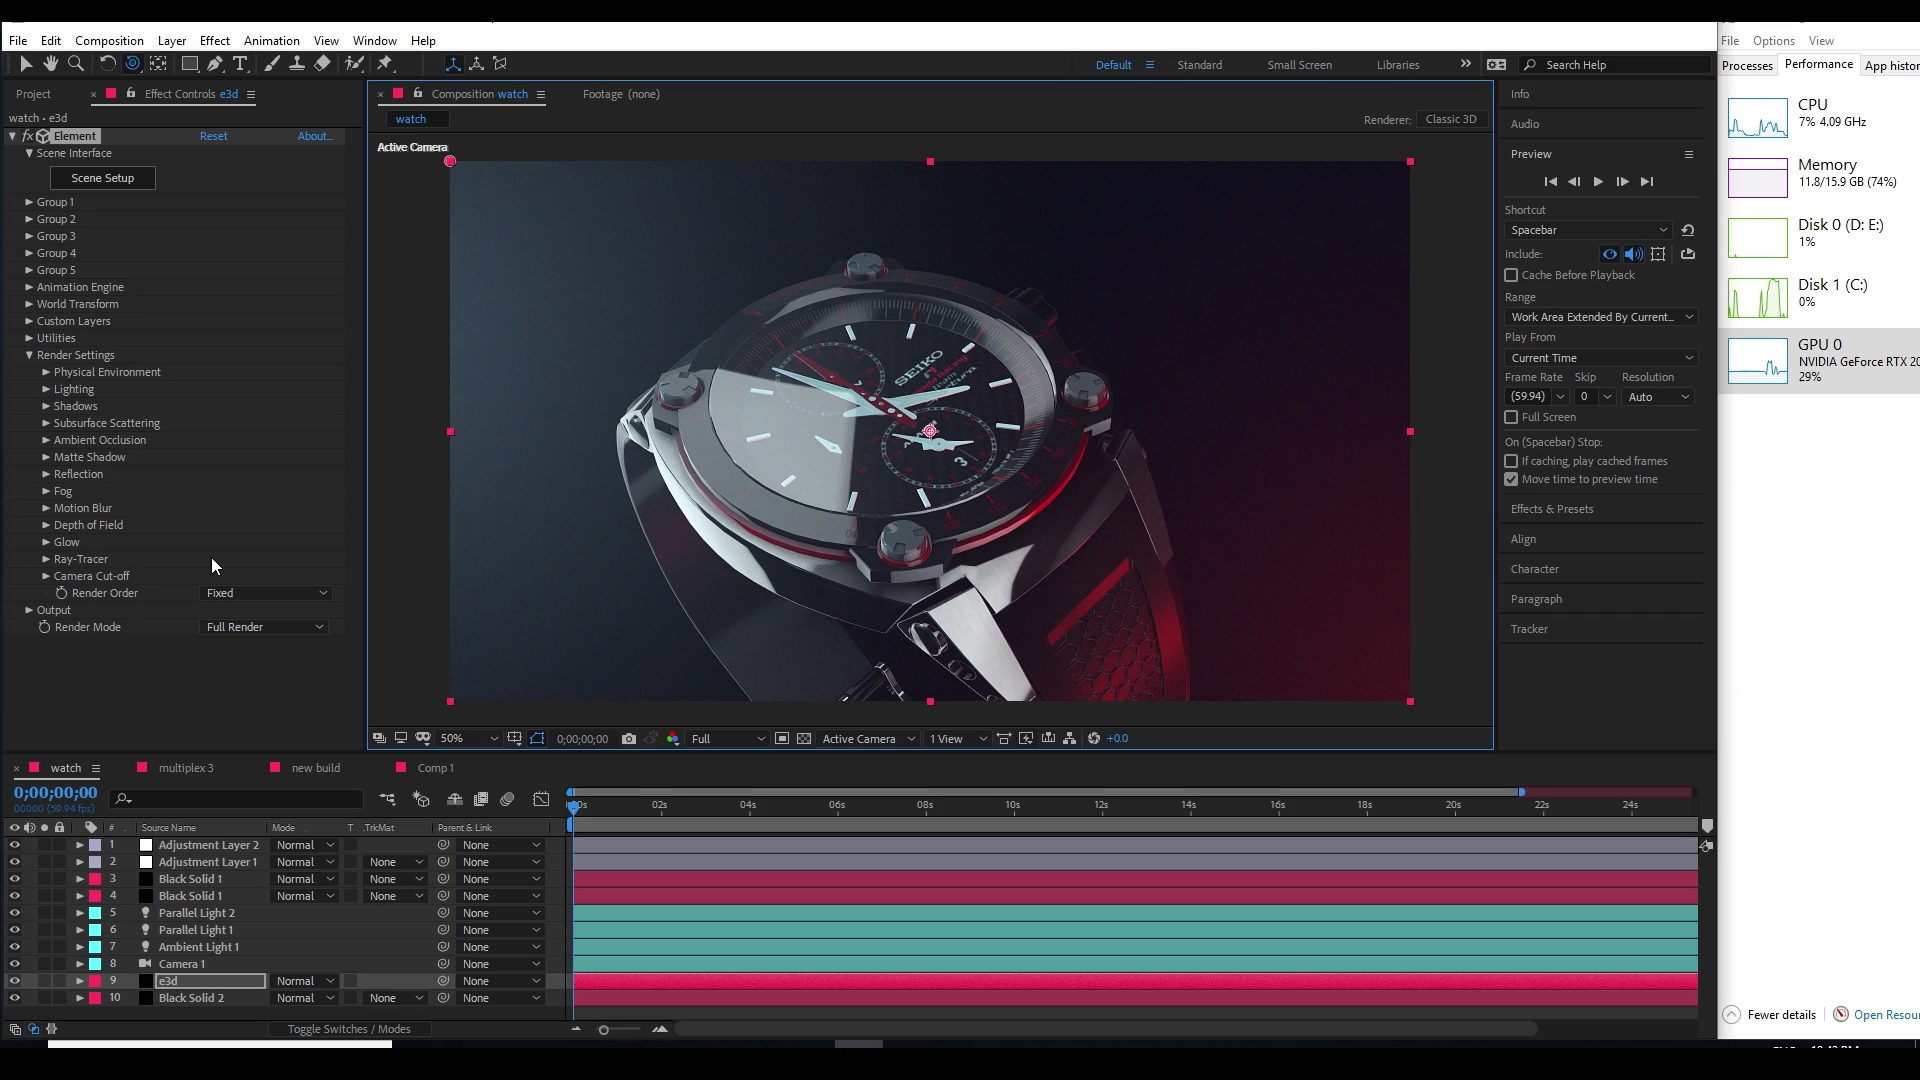 File Edit Composition Layer Effect Animation View Window Help
Default Standard Small Screen Libraries Search Help
Project Effect Controls e3d
watch • e3d
fx Element Reset About...
Scene Interface
Scene Setup
Group 1
Group 2
Group 3
Group 4
Group 5
Animation Engine
World Transform
Custom Layers
Utilities
Render Settings
Physical Environment
Lighting
Shadows
Subsurface Scattering
Ambient Occlusion
Matte Shadow
Reflection
Fog
Motion Blur
Depth of Field
Glow
Ray-Tracer
Camera Cut-off
Render Order Fixed
Output
Render Mode Full Render
Composition watch Footage (none)
watch Renderer: Classic 3D
Active Camera
SEIKO
3
50% 0;00;00;00 Full Active Camera 1 View +0.0
Info
Audio
Preview
Shortcut
Spacebar
Include:
Cache Before Playback
Range
Work Area Extended By Current...
Play From
Current Time
Frame Rate Skip Resolution
(59.94) 0 Auto
Full Screen
On (Spacebar) Stop:
If caching, play cached frames
Move time to preview time
Effects & Presets
Align
Character
Paragraph
Tracker
File Options View
Processes Performance App histor
CPU
7% 4.09 GHz
Memory
11.8/15.9 GB (74%)
Disk 0 (D: E:)
1%
Disk 1 (C:)
0%
GPU 0
NVIDIA GeForce RTX 20
29%
Fewer details Open Resou
watch multiplex 3 new build Comp 1
0;00;00;00
00000 (59.94 fps)
00s 02s 04s 06s 08s 10s 12s 14s 16s 18s 20s 22s 24s
# Source Name Mode T .TrkMat Parent & Link
1 Adjustment Layer 2 Normal None
2 Adjustment Layer 1 Normal None None
3 Black Solid 1 Normal None None
4 Black Solid 1 Normal None None
5 Parallel Light 2 None
6 Parallel Light 1 None
7 Ambient Light 1 None
8 Camera 1 None
9 e3d Normal None
10 Black Solid 2 Normal None None
Toggle Switches / Modes